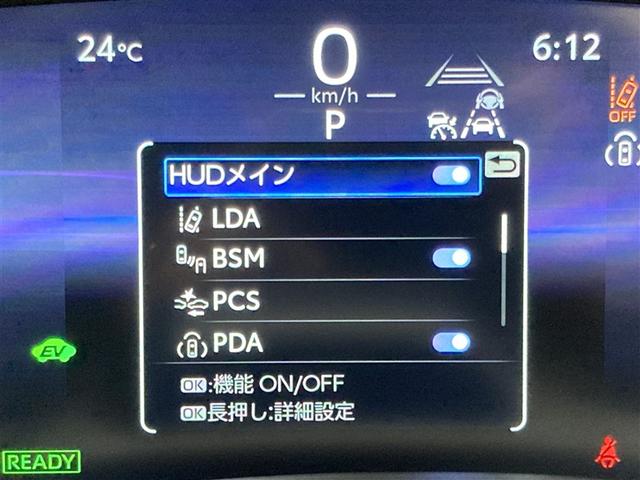 24℃
0
km/h
P
6:12
OFF
HUDメイン
LDA
BSM
PCS
PDA
OK:機能 ON/OFF
OK長押し:詳細設定
EV
READY